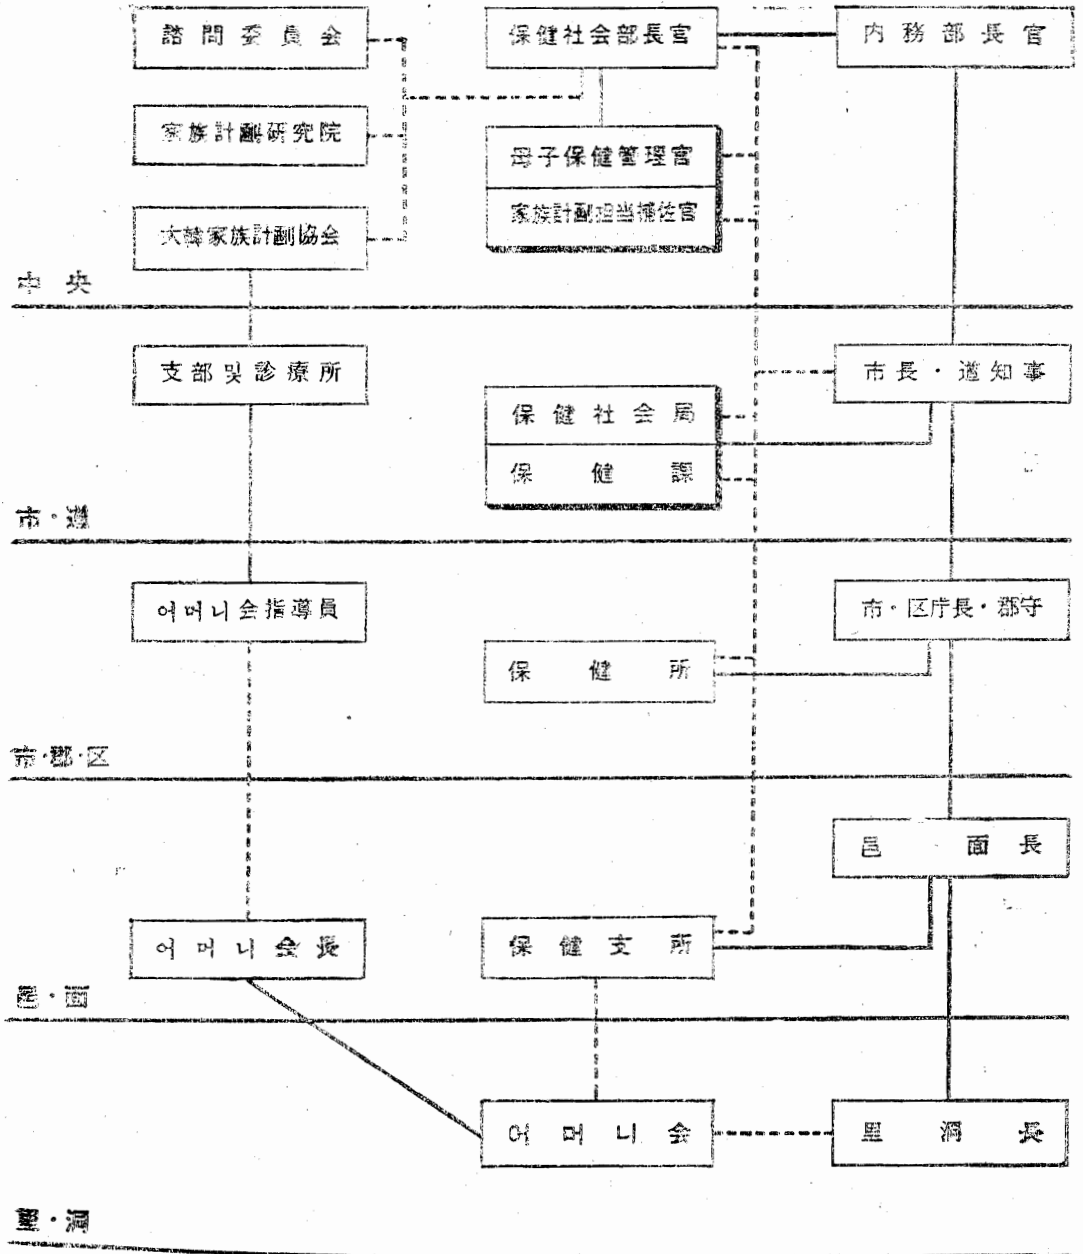 諮問委員会
保健社会部長官
内務部長官
家族計劃研究院
母子保健管理官
家族計劃担当補佐官
大韓家族計劃協会
中央
支部및診療所
市長・道知事
保健社会局
保健課
市・道
어머니会指導員
市・区庁長・郡守
保健所
市・郡・区
邑 面長
어머니会長
保健支所
邑・面
어머니会
里洞長
里・洞